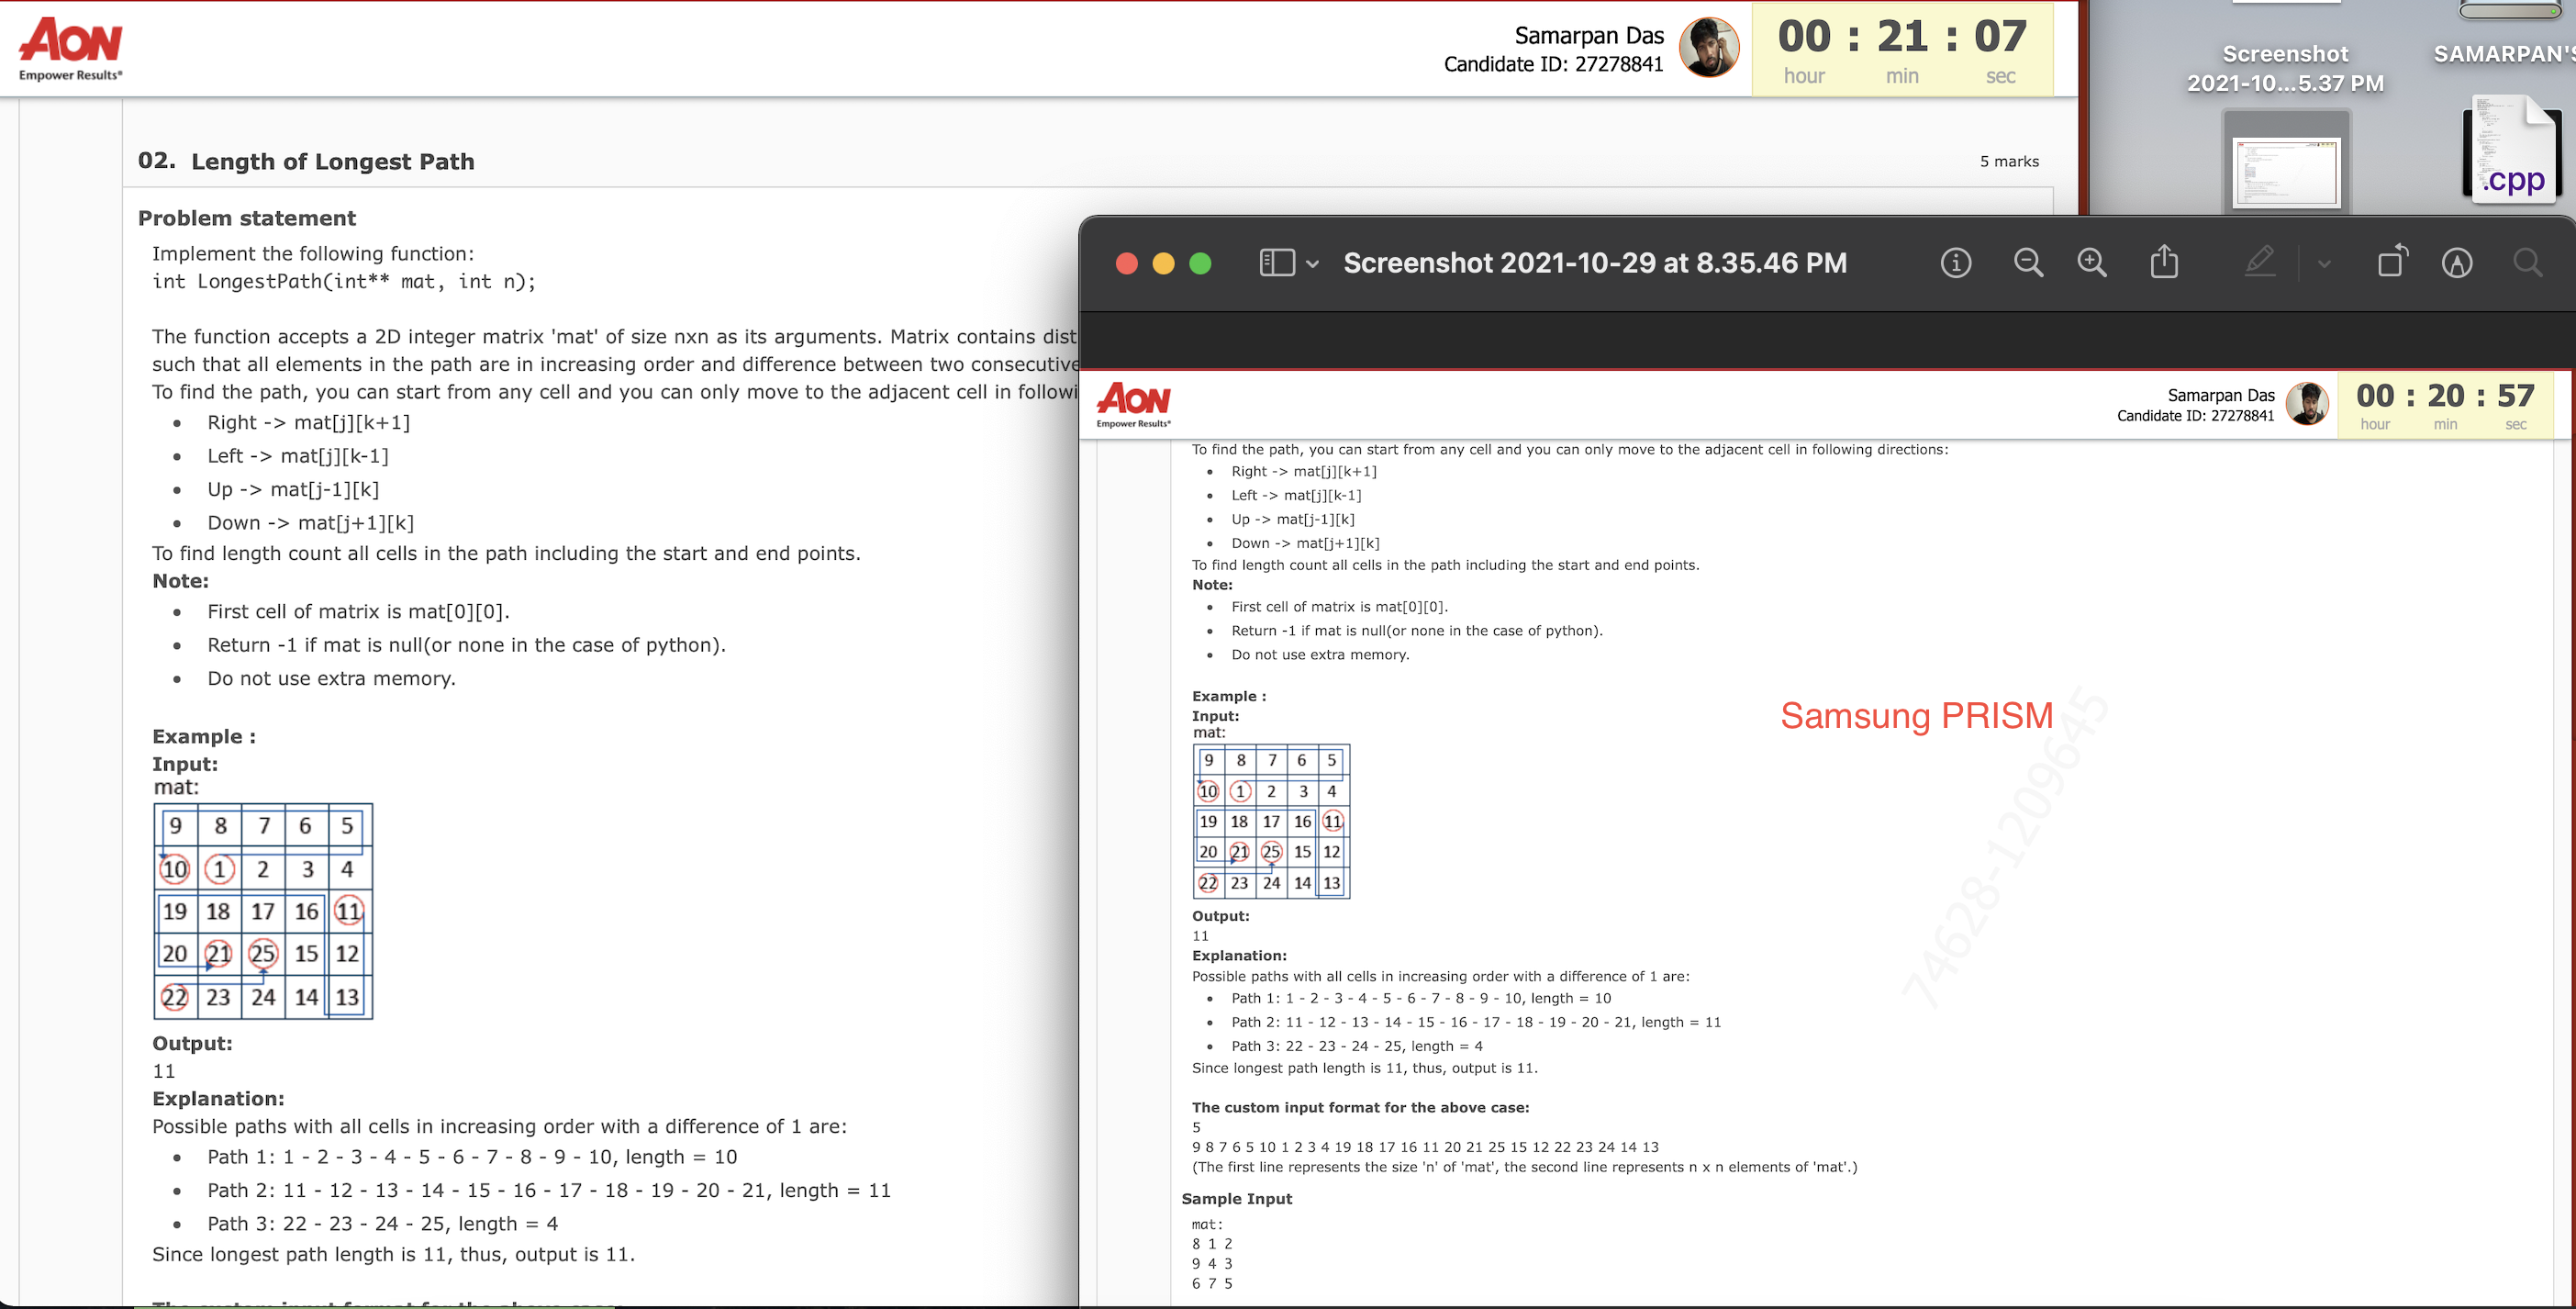 AON
Empower Results®
Samarpan Das
Candidate ID: 27278841
00 : 21 : 07
hour min sec
Screenshot
2021-10...5.37 PM
SAMARPAN'S
.cpp
02. Length of Longest Path
5 marks
Problem statement
Implement the following function:
int LongestPath(int** mat, int n);
The function accepts a 2D integer matrix 'mat' of size nxn as its arguments. Matrix contains dist
such that all elements in the path are in increasing order and difference between two consecutive
To find the path, you can start from any cell and you can only move to the adjacent cell in followi
• Right -> mat[j][k+1]
• Left -> mat[j][k-1]
• Up -> mat[j-1][k]
• Down -> mat[j+1][k]
To find length count all cells in the path including the start and end points.
Note:
• First cell of matrix is mat[0][0].
• Return -1 if mat is null(or none in the case of python).
• Do not use extra memory.
Example :
Input:
mat:
9 8 7 6 5
10 1 2 3 4
19 18 17 16 11
20 21 25 15 12
22 23 24 14 13
Output:
11
Explanation:
Possible paths with all cells in increasing order with a difference of 1 are:
• Path 1: 1 - 2 - 3 - 4 - 5 - 6 - 7 - 8 - 9 - 10, length = 10
• Path 2: 11 - 12 - 13 - 14 - 15 - 16 - 17 - 18 - 19 - 20 - 21, length = 11
• Path 3: 22 - 23 - 24 - 25, length = 4
Since longest path length is 11, thus, output is 11.
The custom input format for the above case:
Screenshot 2021-10-29 at 8.35.46 PM
AON
Empower Results®
Samarpan Das
Candidate ID: 27278841
00 : 20 : 57
hour min sec
To find the path, you can start from any cell and you can only move to the adjacent cell in following directions:
• Right -> mat[j][k+1]
• Left -> mat[j][k-1]
• Up -> mat[j-1][k]
• Down -> mat[j+1][k]
To find length count all cells in the path including the start and end points.
Note:
• First cell of matrix is mat[0][0].
• Return -1 if mat is null(or none in the case of python).
• Do not use extra memory.
Example :
Input:
mat:
9 8 7 6 5
10 1 2 3 4
19 18 17 16 11
20 21 25 15 12
22 23 24 14 13
Samsung PRISM
74628-1209645
Output:
11
Explanation:
Possible paths with all cells in increasing order with a difference of 1 are:
• Path 1: 1 - 2 - 3 - 4 - 5 - 6 - 7 - 8 - 9 - 10, length = 10
• Path 2: 11 - 12 - 13 - 14 - 15 - 16 - 17 - 18 - 19 - 20 - 21, length = 11
• Path 3: 22 - 23 - 24 - 25, length = 4
Since longest path length is 11, thus, output is 11.
The custom input format for the above case:
5
9 8 7 6 5 10 1 2 3 4 19 18 17 16 11 20 21 25 15 12 22 23 24 14 13
(The first line represents the size 'n' of 'mat', the second line represents n x n elements of 'mat'.)
Sample Input
mat:
8 1 2
9 4 3
6 7 5